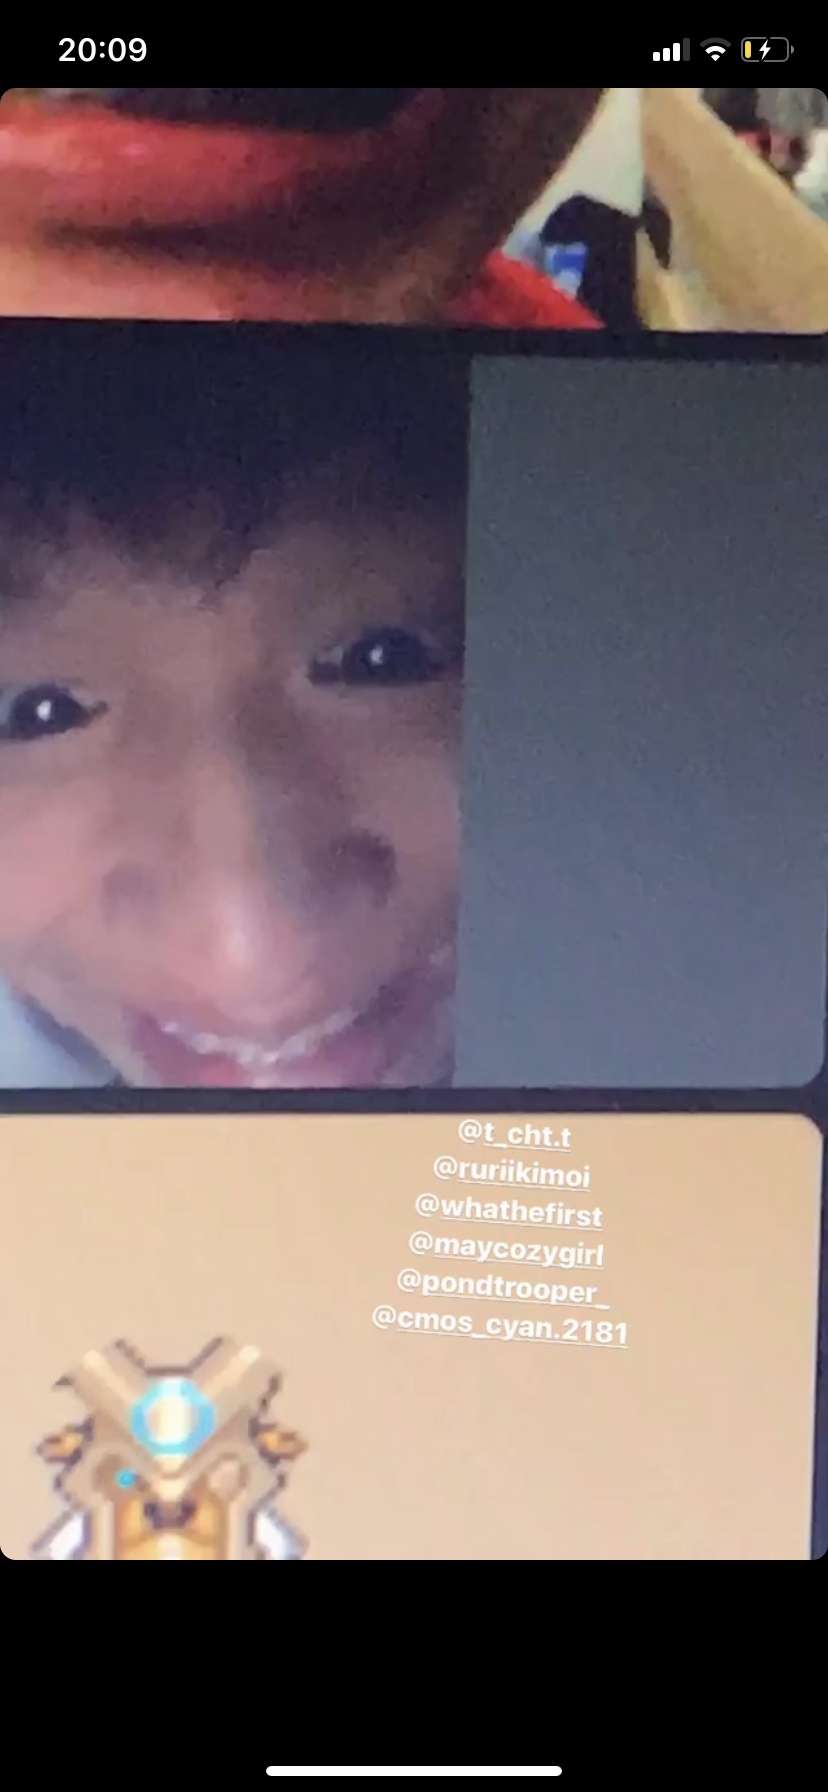 20:09
@t_cht.t
@ruriikimoi
@whathefirst
@maycozygirl
@pondtrooper_
@cmos_cyan.2181